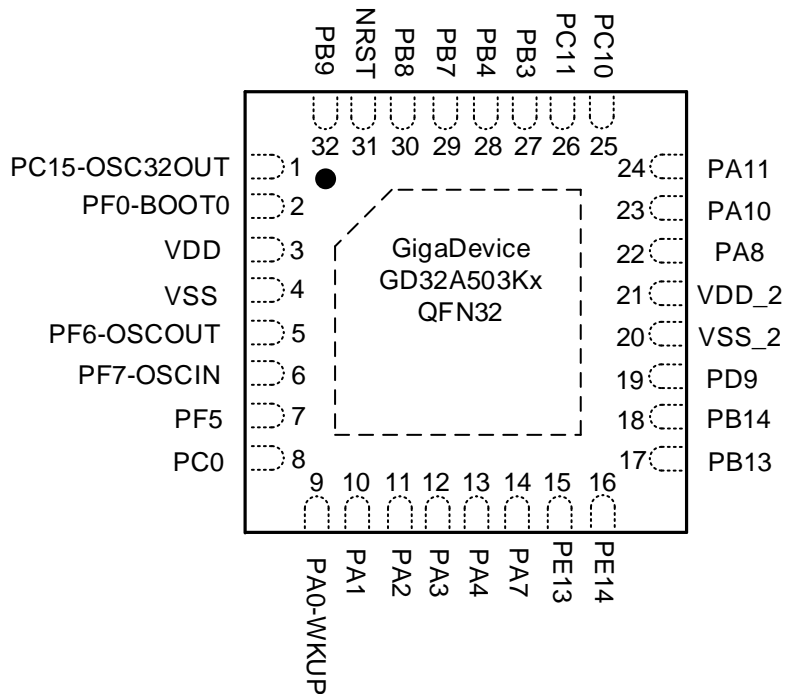 PB9
NRST
PB8
PB7
PB4
PB3
PC11
PC10
32
31
30
29
28
27
26
25
PC15-OSC32OUT 1
PF0-BOOT0 2
VDD 3
VSS 4
PF6-OSCOUT 5
PF7-OSCIN 6
PF5 7
PC0 8
GigaDevice
GD32A503Kx
QFN32
24 PA11
23 PA10
22 PA8
21 VDD_2
20 VSS_2
19 PD9
18 PB14
17 PB13
9
10
11
12
13
14
15
16
PA0-WKUP
PA1
PA2
PA3
PA4
PA7
PE13
PE14